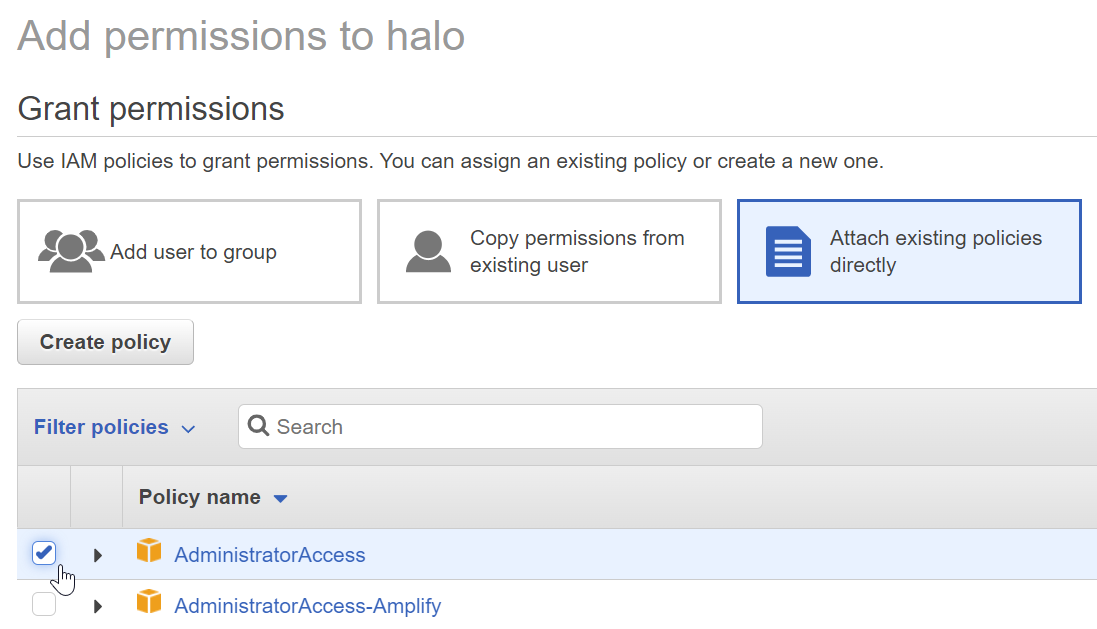 Add permissions to halo
Grant permissions
Use IAM policies to grant permissions. You can assign an existing policy or create a new one.
Add user to group
Copy permissions from
existing user
Attach existing policies
directly
Create policy
Filter policies
Search
Policy name
AdministratorAccess
AdministratorAccess-Amplify